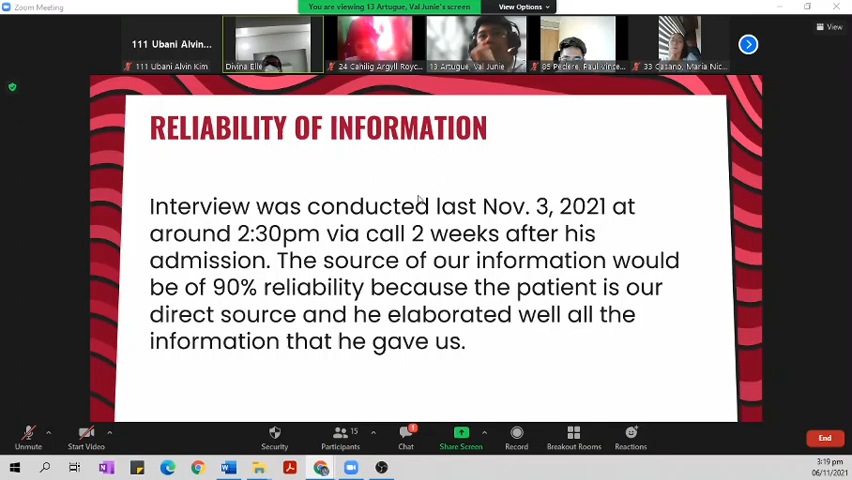 Zoom Meeting
You are viewing 13 Artugue, Val Junie's screen
View Options
View
111 Ubani Alvin...
111 Ubani Alvin Kim
Divina Elle
24 Cahilig Argyll Royc...
13 Artugue, Val Junie
85 Peclere, Paul Vince...
33 Casano, Maria Nic...
RELIABILITY OF INFORMATION
Interview was conducted last Nov. 3, 2021 at
around 2:30pm via call 2 weeks after his
admission. The source of our information would
be of 90% reliability because the patient is our
direct source and he elaborated well all the
information that he gave us.
Unmute
Start Video
Security
Participants
15
Chat
1
Share Screen
Record
Breakout Rooms
Reactions
End
3:19 pm
06/11/2021